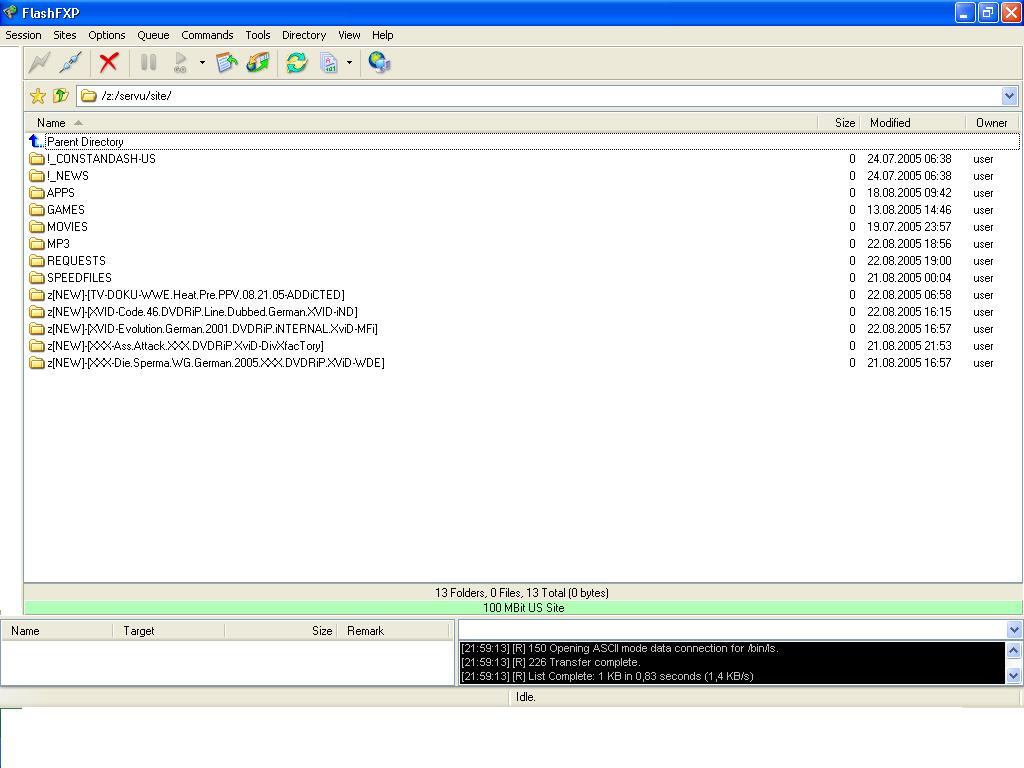 FlashFXP
Session Sites Options Queue Commands Tools Directory View Help
/z:/servu/site/
Name Size Modified Owner
Parent Directory
!_CONSTANDASH-US 0 24.07.2005 06:38 user
!_NEWS 0 24.07.2005 06:38 user
APPS 0 18.08.2005 09:42 user
GAMES 0 13.08.2005 14:46 user
MOVIES 0 19.07.2005 23:57 user
MP3 0 22.08.2005 18:56 user
REQUESTS 0 22.08.2005 19:00 user
SPEEDFILES 0 21.08.2005 00:04 user
z[NEW]-[TV-DOKU-WWE.Heat.Pre.PPV.08.21.05-ADDiCTED] 0 22.08.2005 06:58 user
z[NEW]-[XVID-Code.46.DVDRiP.Line.Dubbed.German.XVID-iND] 0 22.08.2005 16:15 user
z[NEW]-[XVID-Evolution.German.2001.DVDRiP.iNTERNAL.XviD-MFi] 0 22.08.2005 16:57 user
z[NEW]-[XXX-Ass.Attack.XXX.DVDRiP.XviD-DivXfacTory] 0 21.08.2005 21:53 user
z[NEW]-[XXX-Die.Sperma.WG.German.2005.XXX.DVDRiP.XViD-WDE] 0 21.08.2005 16:57 user
13 Folders, 0 Files, 13 Total (0 bytes)
100 MBit US Site
Name Target Size Remark
[21:59:13] [R] 150 Opening ASCII mode data connection for /bin/ls.
[21:59:13] [R] 226 Transfer complete.
[21:59:13] [R] List Complete: 1 KB in 0,83 seconds (1,4 KB/s)
Idle.